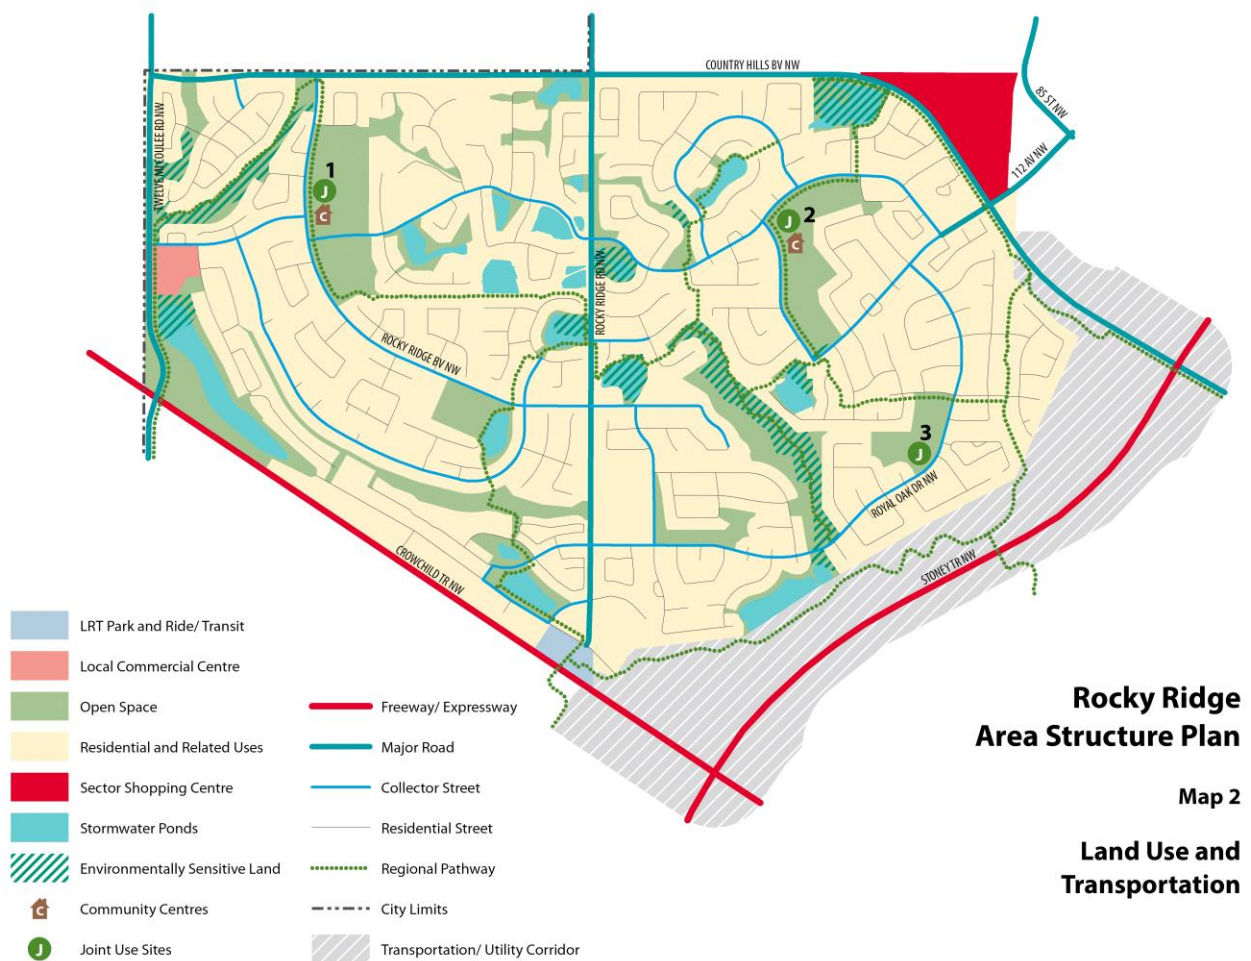 COUNTRY HILLS BV NW
85 ST NW
112 AV NW
TWELVE MI COULEE RD NW
1
J
C
J
2
C
ROCKY RIDGE RD NW
ROCKY RIDGE BV NW
3
J
ROYAL OAK DR NW
CROWCHILD TR NW
STONEY TR NW
LRT Park and Ride/ Transit
Local Commercial Centre
Open Space
Residential and Related Uses
Sector Shopping Centre
Stormwater Ponds
Environmentally Sensitive Land
C
Community Centres
J
Joint Use Sites
Freeway/ Expressway
Major Road
Collector Street
Residential Street
Regional Pathway
City Limits
Transportation/ Utility Corridor
Rocky Ridge
Area Structure Plan
Map 2
Land Use and
Transportation